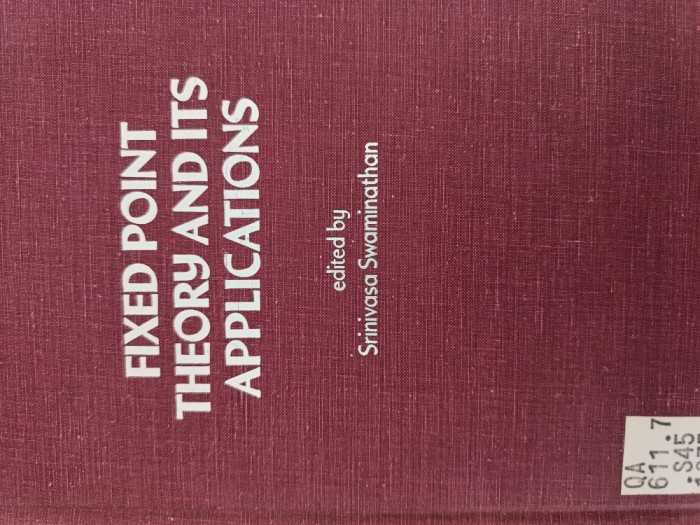 FIXED POINT
THEORY AND ITS
APPLICATIONS
edited by
Srinivasa Swaminathan
QA
611.7
.S45